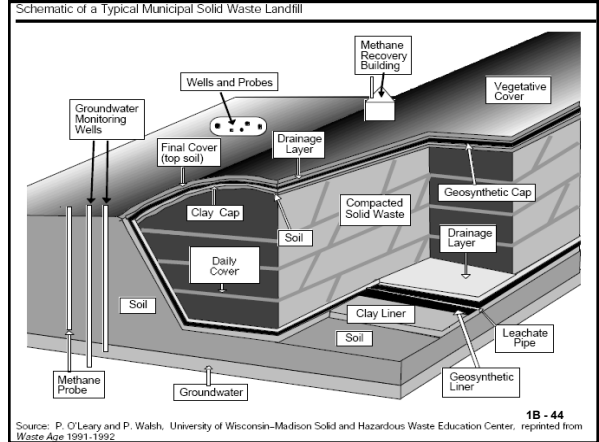 Schematic of a Typical Municipal Solid Waste Landfill
Methane
Recovery
Building
Wells and Probes
Vegetative
Cover
Groundwater
Monitoring
Wells
Final Cover
(top soil)
Drainage
Layer
Geosynthetic Cap
Compacted
Solid Waste
Clay Cap
Soil
Drainage
Layer
Daily
Cover
Soil
Clay Liner
Soil
Leachate
Pipe
Methane
Probe
Groundwater
Geosynthetic
Liner
1B - 44
Source: P. O'Leary and P. Walsh, University of Wisconsin–Madison Solid and Hazardous Waste Education Center, reprinted from
Waste Age 1991-1992